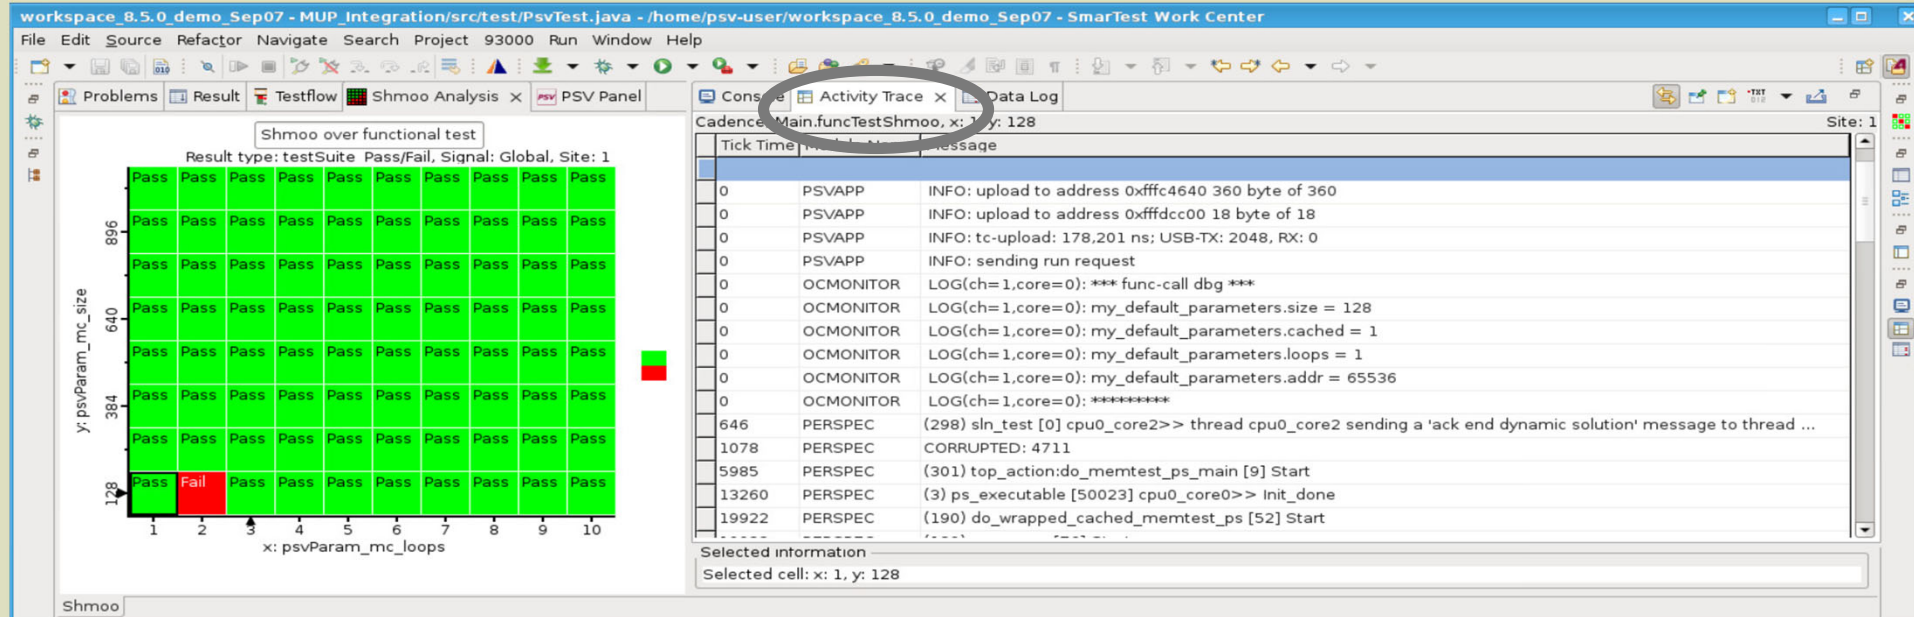 workspace_8.5.0_demo_Sep07 - MUP_Integration/src/test/PsvTest.java - /home/psv-user/workspace_8.5.0_demo_Sep07 - SmarTest Work Center
File Edit Source Refactor Navigate Search Project 93000 Run Window Help
Problems Result Testflow Shmoo Analysis PSV Panel
Shmoo over functional test
Result type: testSuite Pass/Fail, Signal: Global, Site: 1
Pass Pass Pass Pass Pass Pass Pass Pass Pass Pass
Pass Pass Pass Pass Pass Pass Pass Pass Pass Pass
896
Pass Pass Pass Pass Pass Pass Pass Pass Pass Pass
Pass Pass Pass Pass Pass Pass Pass Pass Pass Pass
640
Pass Pass Pass Pass Pass Pass Pass Pass Pass Pass
Pass Pass Pass Pass Pass Pass Pass Pass Pass Pass
384
Pass Pass Pass Pass Pass Pass Pass Pass Pass Pass
Pass Fail Pass Pass Pass Pass Pass Pass Pass Pass
128
y: psvParam_mc_size
1 2 3 4 5 6 7 8 9 10
x: psvParam_mc_loops
Shmoo
Activity Trace Data Log
Cadence: Main.funcTestShmoo, x: 1, y: 128 Site: 1
Tick Time Message
0 PSVAPP INFO: upload to address 0xfffc4640 360 byte of 360
0 PSVAPP INFO: upload to address 0xfffdcc00 18 byte of 18
0 PSVAPP INFO: tc-upload: 178,201 ns; USB-TX: 2048, RX: 0
0 PSVAPP INFO: sending run request
0 OCMONITOR LOG(ch=1,core=0): *** func-call dbg ***
0 OCMONITOR LOG(ch=1,core=0): my_default_parameters.size = 128
0 OCMONITOR LOG(ch=1,core=0): my_default_parameters.cached = 1
0 OCMONITOR LOG(ch=1,core=0): my_default_parameters.loops = 1
0 OCMONITOR LOG(ch=1,core=0): my_default_parameters.addr = 65536
0 OCMONITOR LOG(ch=1,core=0): **********
646 PERSPEC (298) sln_test [0] cpu0_core2>> thread cpu0_core2 sending a 'ack end dynamic solution' message to thread ...
1078 PERSPEC CORRUPTED: 4711
5985 PERSPEC (301) top_action:do_memtest_ps_main [9] Start
13260 PERSPEC (3) ps_executable [50023] cpu0_core0>> Init_done
19922 PERSPEC (190) do_wrapped_cached_memtest_ps [52] Start
Selected information
Selected cell: x: 1, y: 128